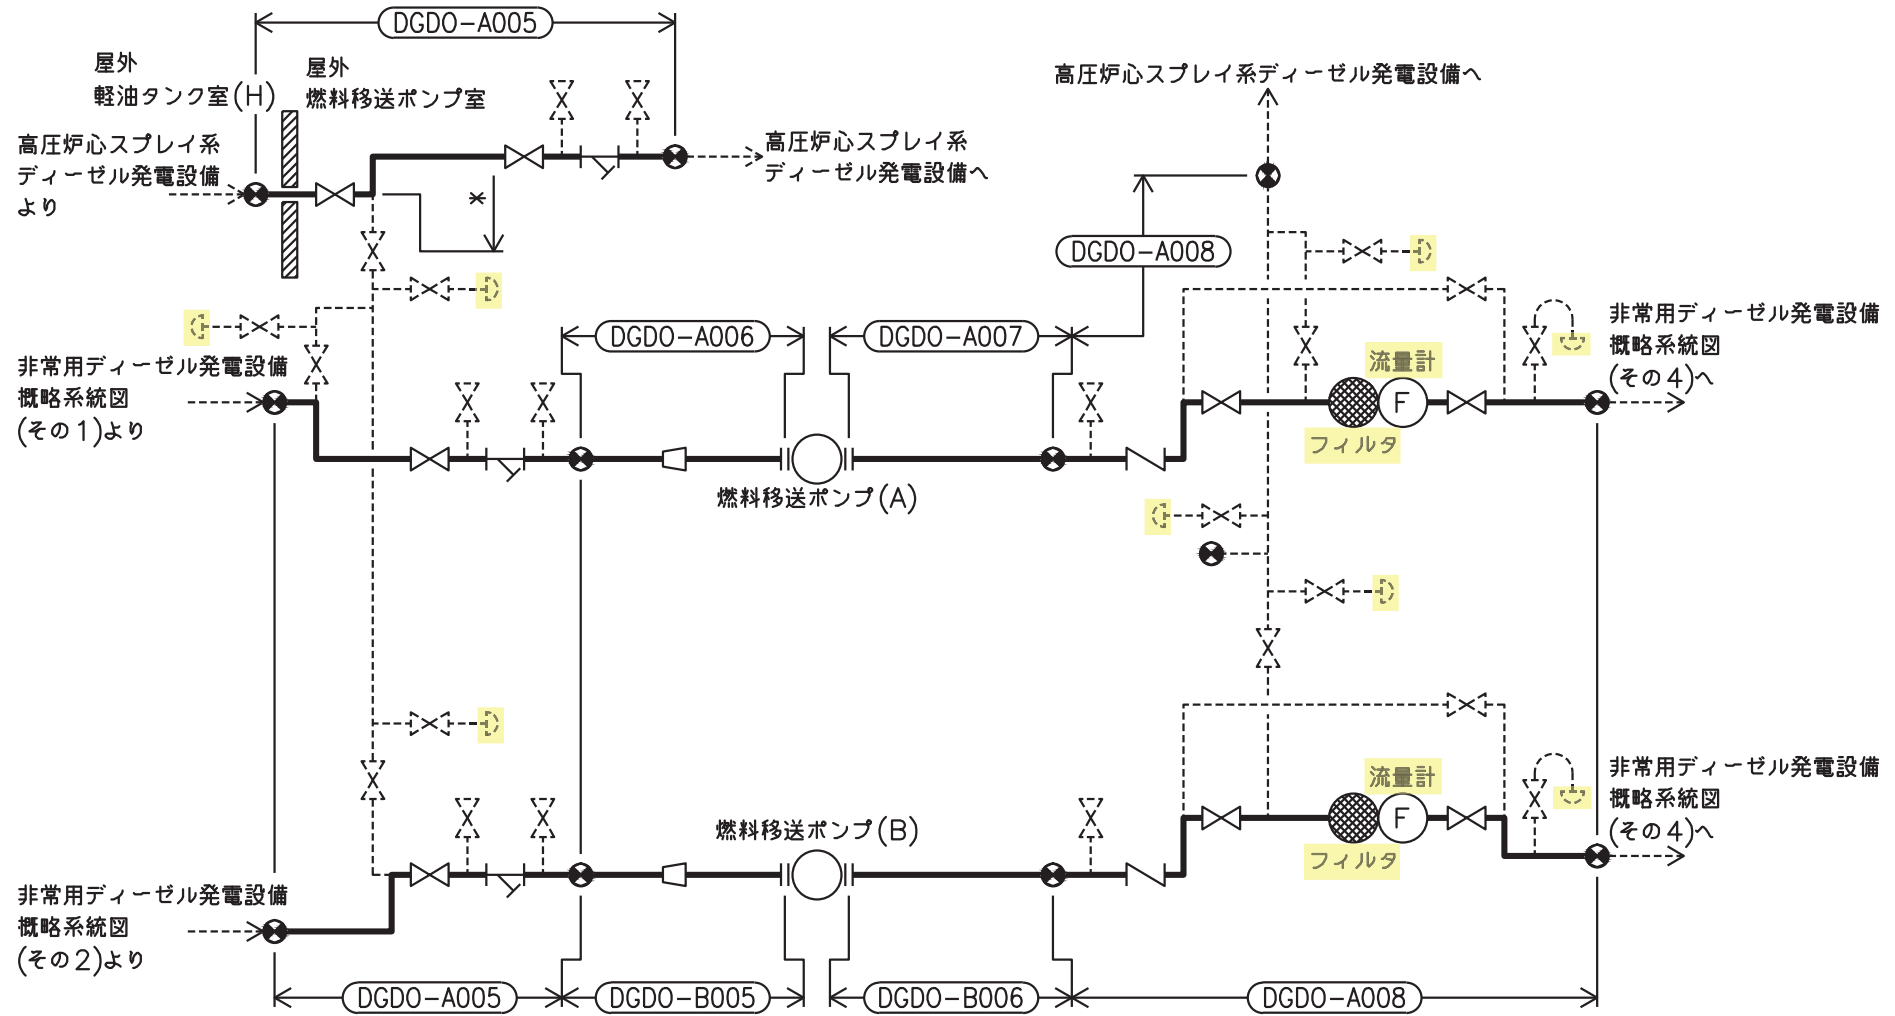 DGDO-A005
屋外
軽油タンク室(H)
屋外
燃料移送ポンプ室
高圧炉心スプレイ系
ディーゼル発電設備
より
高圧炉心スプレイ系
ディーゼル発電設備へ
高圧炉心スプレイ系ディーゼル発電設備へ
*
DGDO-A008
DGDO-A006
DGDO-A007
非常用ディーゼル発電設備
概略系統図
(その1)より
流量計
F
フィルタ
非常用ディーゼル発電設備
概略系統図
(その4)へ
燃料移送ポンプ(A)
燃料移送ポンプ(B)
流量計
F
フィルタ
非常用ディーゼル発電設備
概略系統図
(その4)へ
非常用ディーゼル発電設備
概略系統図
(その2)より
DGDO-A005
DGDO-B005
DGDO-B006
DGDO-A008